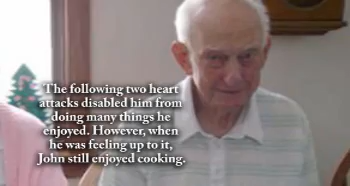 The following two heart
attacks disabled him from
doing many things he
enjoyed. However, when
he was feeling up to it,
John still enjoyed cooking.